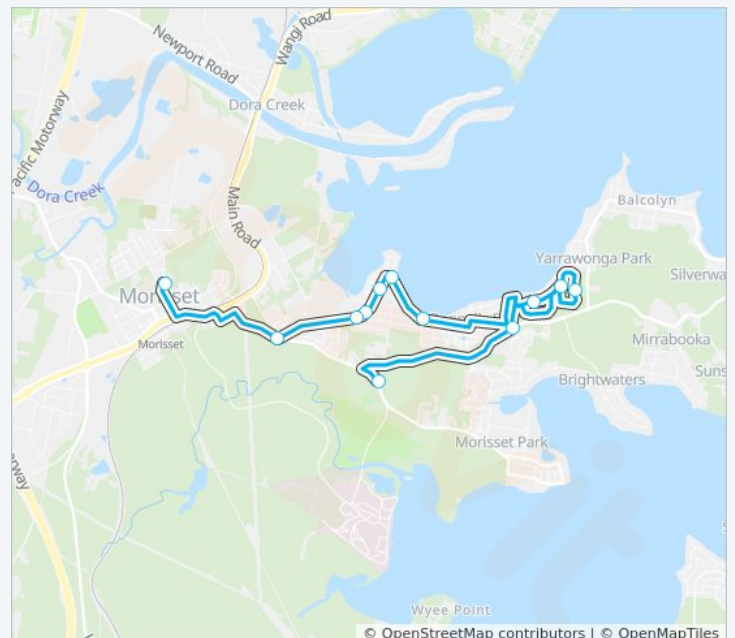 Newport Road
Wangi Road
Dora Creek
Pacific Motorway
Dora Creek
Main Road
Balcolyn
Yarrawonga Park
Silverwa
Morisset
Morisset
Mirrabooka
Suns
Brightwaters
Morisset Park
Wyee Point
© OpenStreetMap contributors | © OpenMapTiles